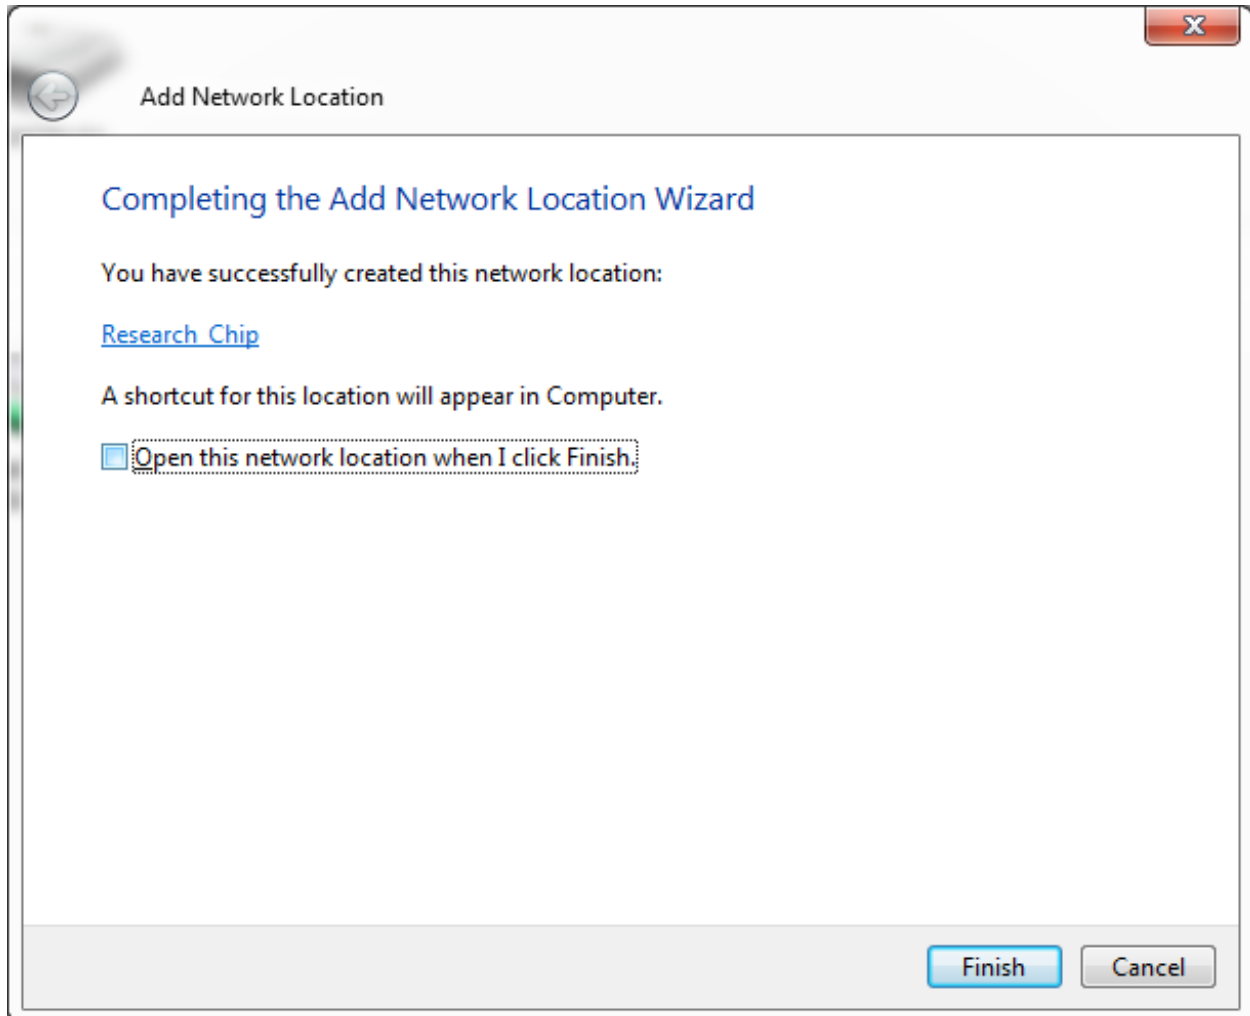 Add Network Location
Completing the Add Network Location Wizard
You have successfully created this network location:
Research Chip
A shortcut for this location will appear in Computer.
Open this network location when I click Finish.
Finish
Cancel